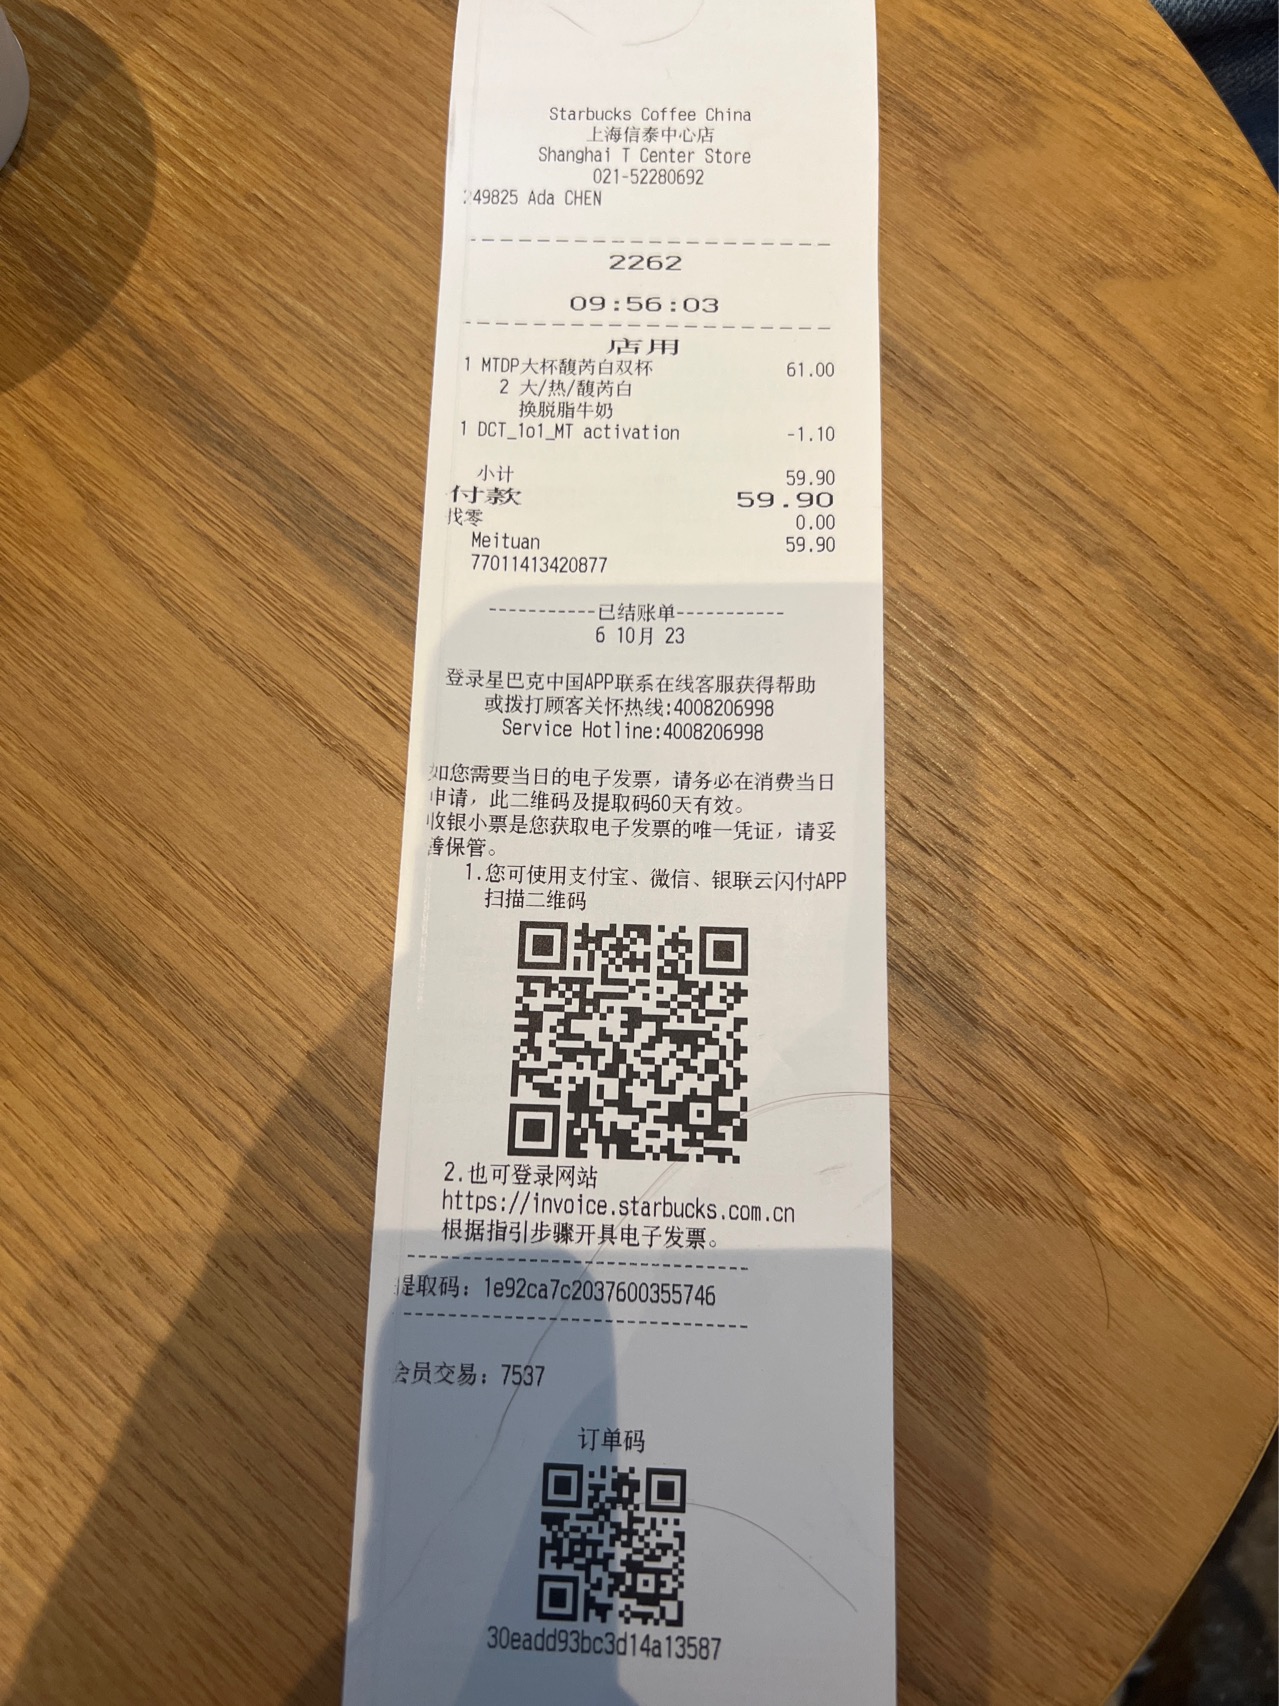 Starbucks Coffee China
上海信泰中心店
Shanghai T Center Store
021-52280692
249825 Ada CHEN
2262
09:56:03
店用
1 MTDP大杯馥芮白双杯 61.00
2 大/热/馥芮白
换脱脂牛奶
1 DCT_1o1_MT activation -1.10
小计 59.90
付款 59.90
找零 0.00
Meituan 59.90
77011413420877
-----------已结账单-----------
6 10月 23
登录星巴克中国APP联系在线客服获得帮助
或拨打顾客关怀热线:4008206998
Service Hotline:4008206998
如您需要当日的电子发票，请务必在消费当日
申请，此二维码及提取码60天有效。
收银小票是您获取电子发票的唯一凭证，请妥
善保管。
1.您可使用支付宝、微信、银联云闪付APP
扫描二维码
2.也可登录网站
https://invoice.starbucks.com.cn
根据指引步骤开具电子发票。
提取码：1e92ca7c2037600355746
会员交易：7537
订单码
30eadd93bc3d14a13587